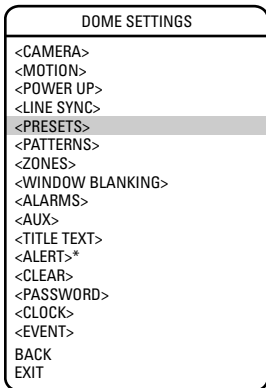 DOME SETTINGS
<CAMERA>
<MOTION>
<POWER UP>
<LINE SYNC>
<PRESETS>
<PATTERNS>
<ZONES>
<WINDOW BLANKING>
<ALARMS>
<AUX>
<TITLE TEXT>
<ALERT>*
<CLEAR>
<PASSWORD>
<CLOCK>
<EVENT>
BACK
EXIT